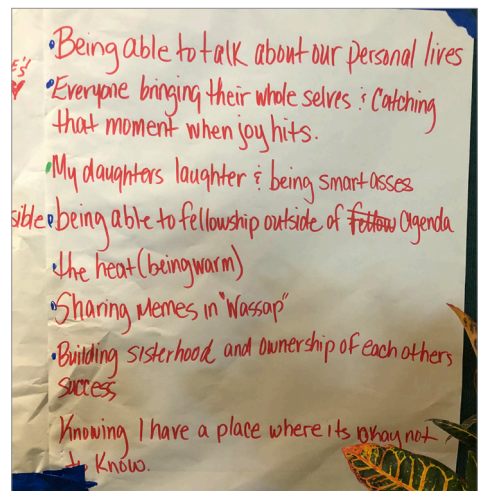 •Being able to talk about our personal lives
•Everyone bringing their whole selves & Catching
that moment when joy hits.
•My daughters laughter & being smart asses
sible •being able to fellowship outside of ~~fellow~~ agenda
•the heat (being warm)
•Sharing Memes in "Wassap"
•Building sisterhood and ownership of each others
success
Knowing I have a place where its okay not
to Know.